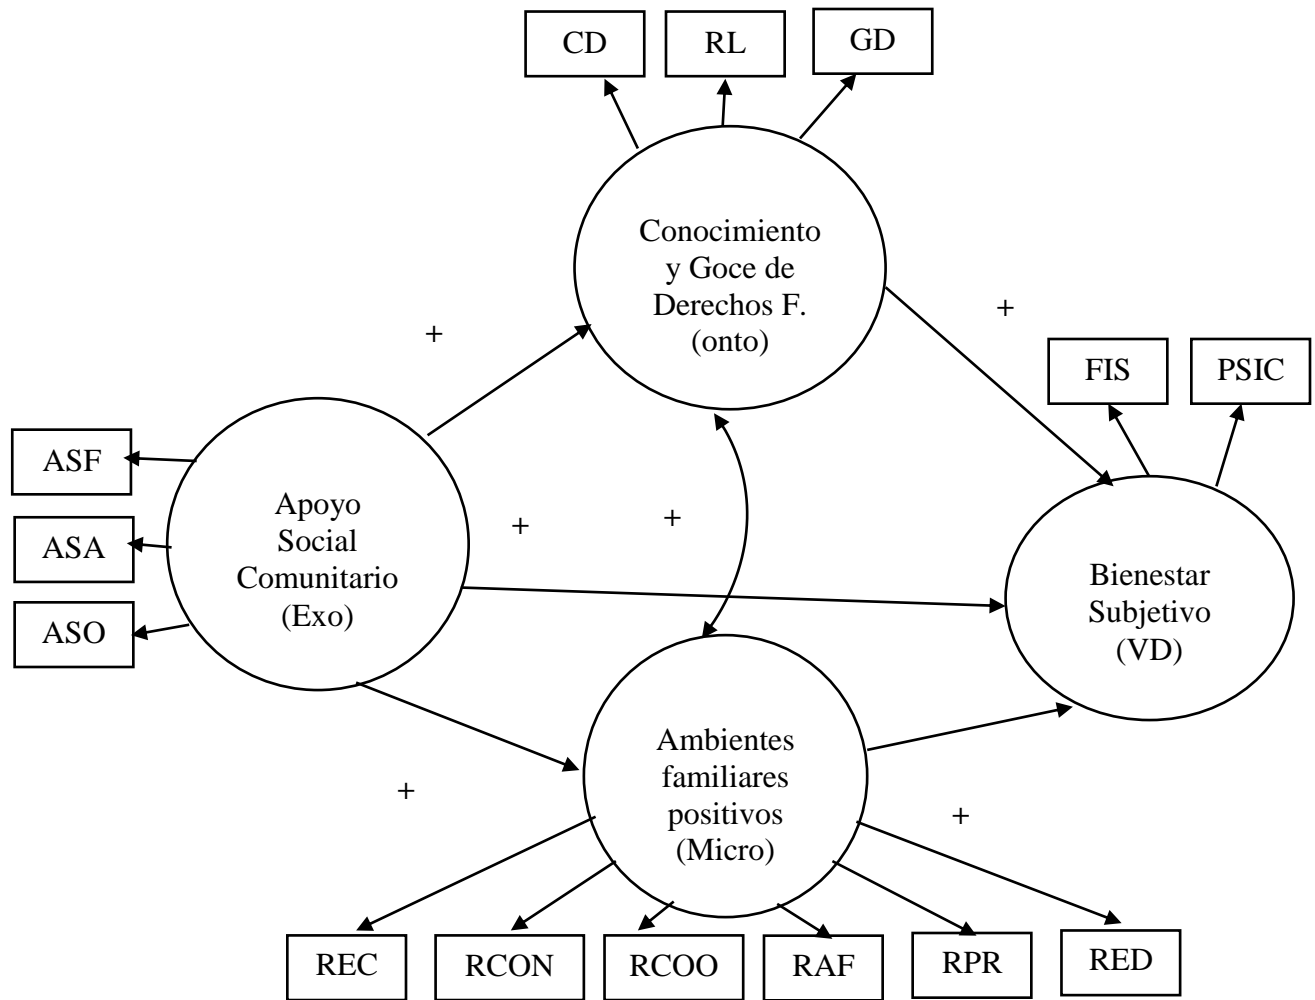 CD
RL
GD
Conocimiento
y Goce de
Derechos F.
(onto)
+
+
FIS
PSIC
ASF
ASA
ASO
Apoyo
Social
Comunitario
(Exo)
+
+
Bienestar
Subjetivo
(VD)
Ambientes
familiares
positivos
(Micro)
+
+
REC
RCON
RCOO
RAF
RPR
RED